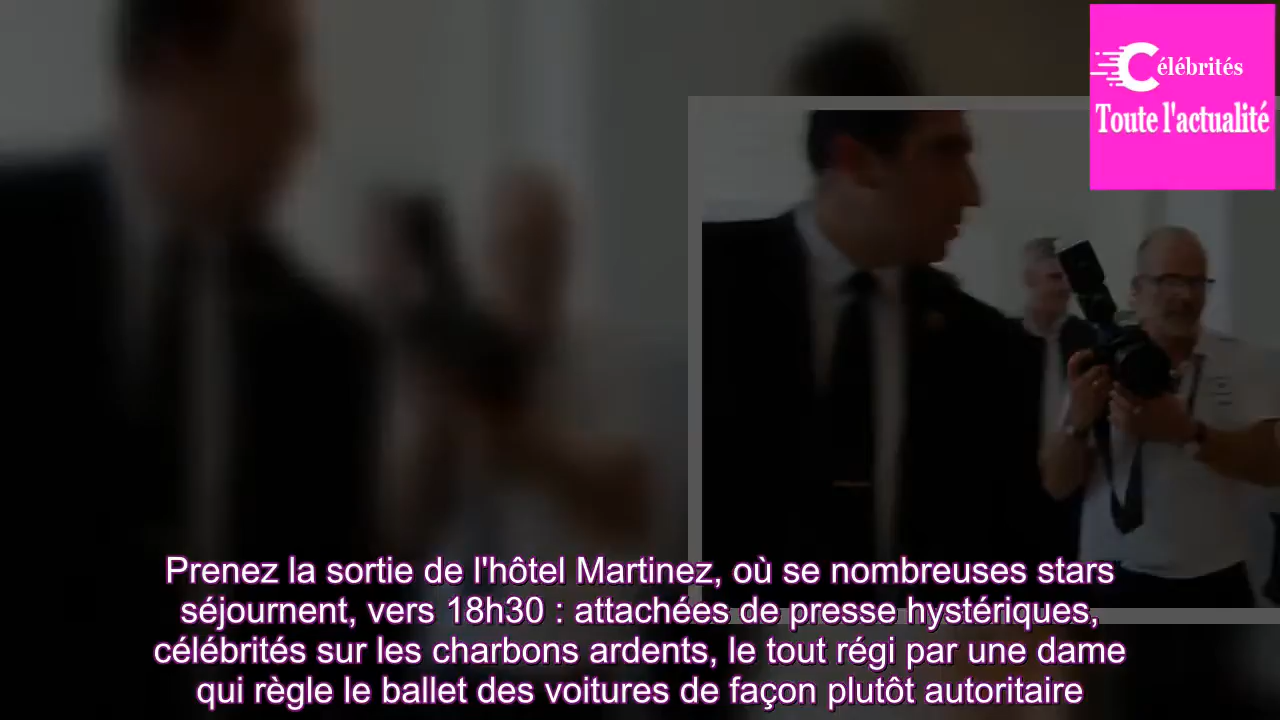 Célébrités
Toute l'actualité
Prenez la sortie de l'hôtel Martinez, où se nombreuses stars
séjournent, vers 18h30 : attachées de presse hystériques,
célébrités sur les charbons ardents, le tout régi par une dame
qui règle le ballet des voitures de façon plutôt autoritaire